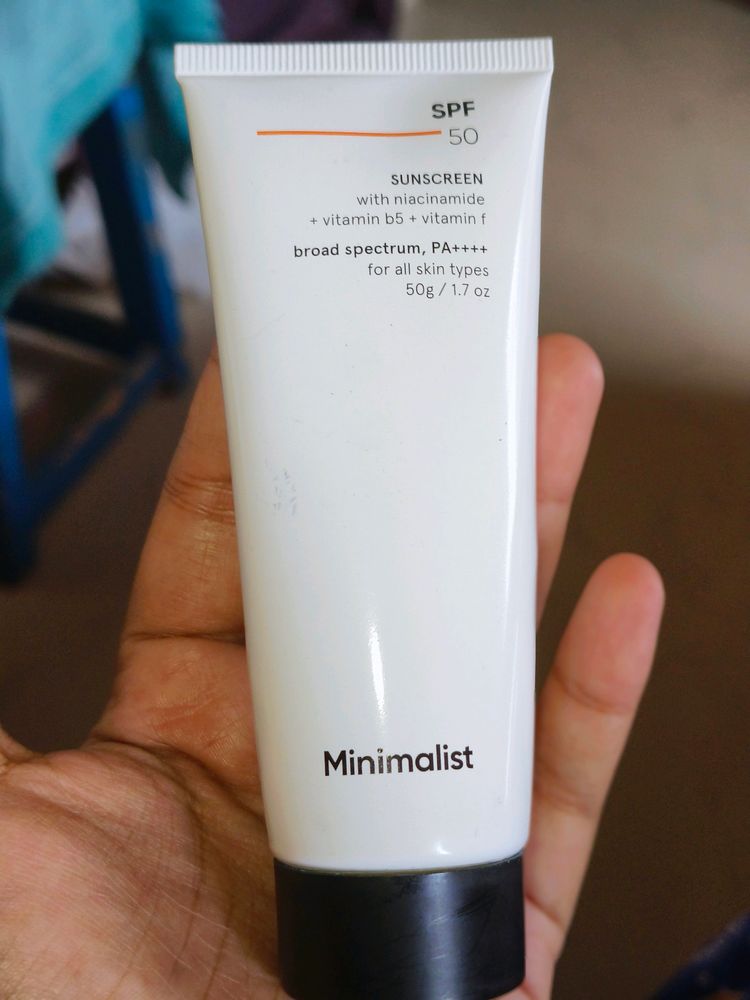 SPF
50
SUNSCREEN
with niacinamide
+ vitamin b5 + vitamin f
broad spectrum, PA++++
for all skin types
50g / 1.7 oz
Minimalist